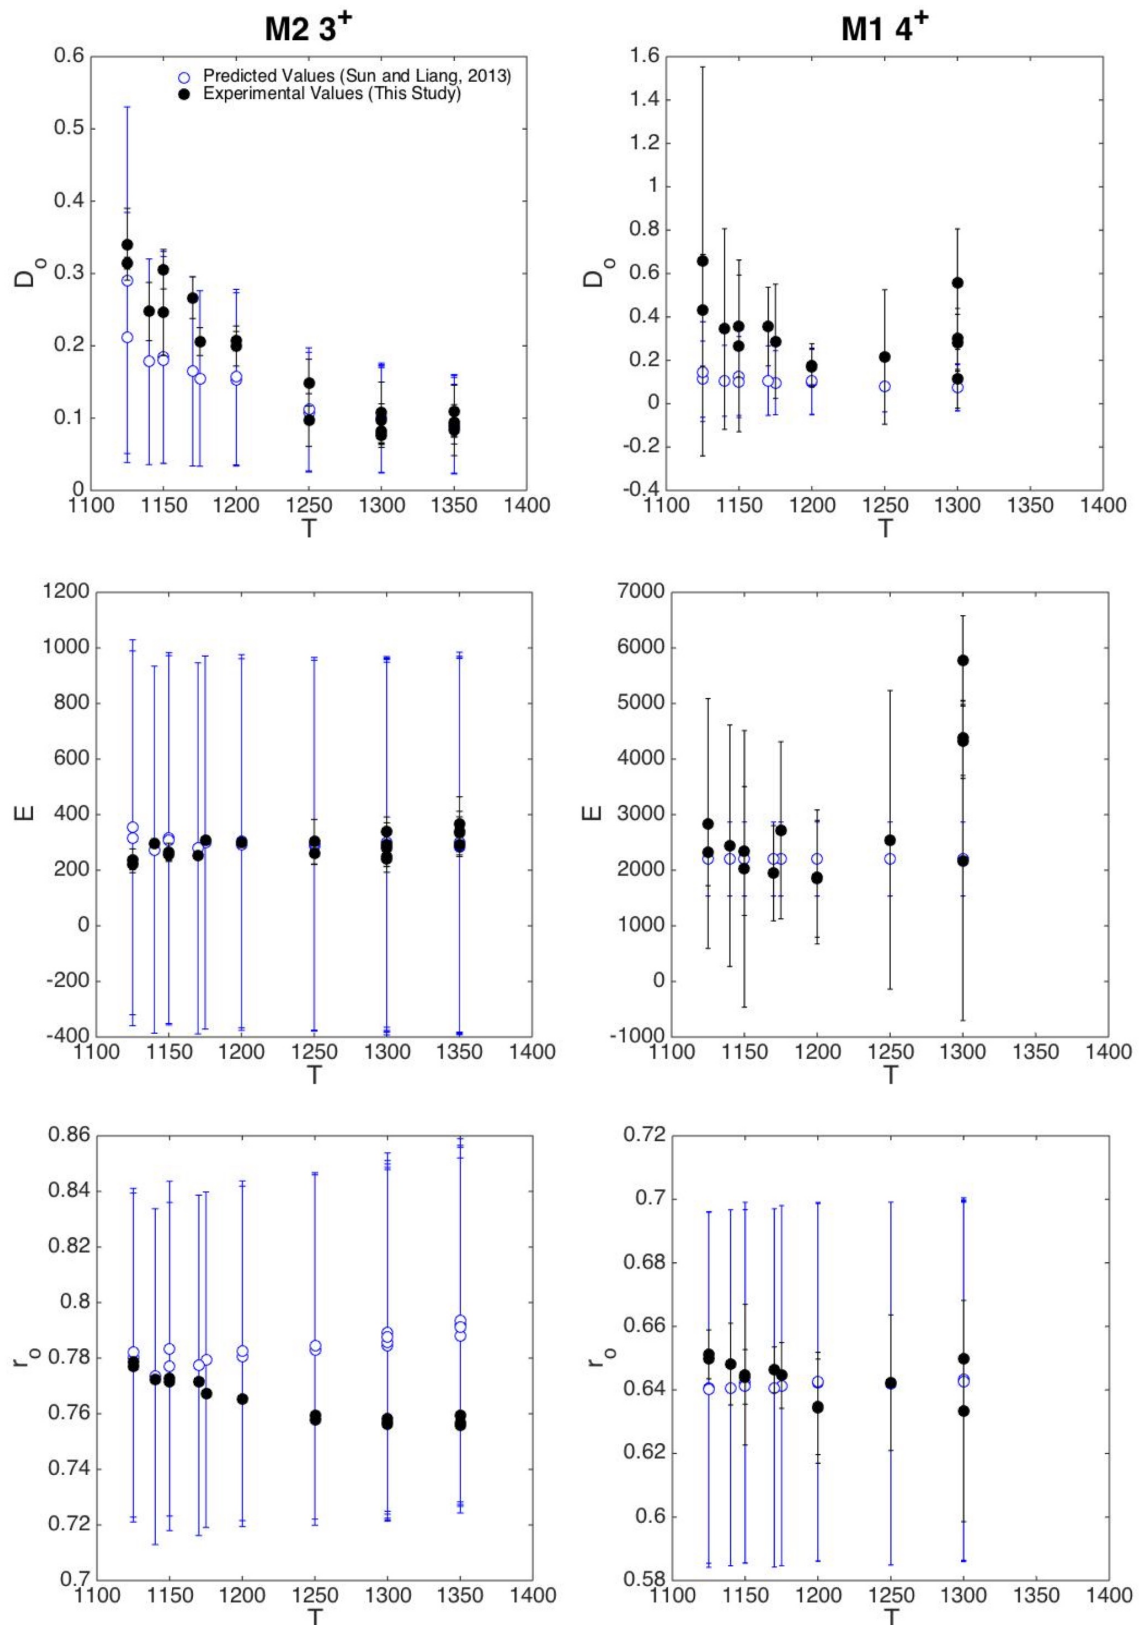 M2 3+
M1 4+
0.6
0.5
0.4
0.3
0.2
0.1
0
Do
Predicted Values (Sun and Liang, 2013)
Experimental Values (This Study)
1100 1150 1200 1250 1300 1350 1400
T
1.6
1.4
1.2
1
0.8
0.6
0.4
0.2
0
-0.2
-0.4
Do
1100 1150 1200 1250 1300 1350 1400
T
1200
1000
800
600
400
200
0
-200
-400
E
1100 1150 1200 1250 1300 1350 1400
T
7000
6000
5000
4000
3000
2000
1000
0
-1000
E
1100 1150 1200 1250 1300 1350 1400
T
0.86
0.84
0.82
0.8
0.78
0.76
0.74
0.72
0.7
ro
1100 1150 1200 1250 1300 1350 1400
T
0.72
0.7
0.68
0.66
0.64
0.62
0.6
0.58
ro
1100 1150 1200 1250 1300 1350 1400
T